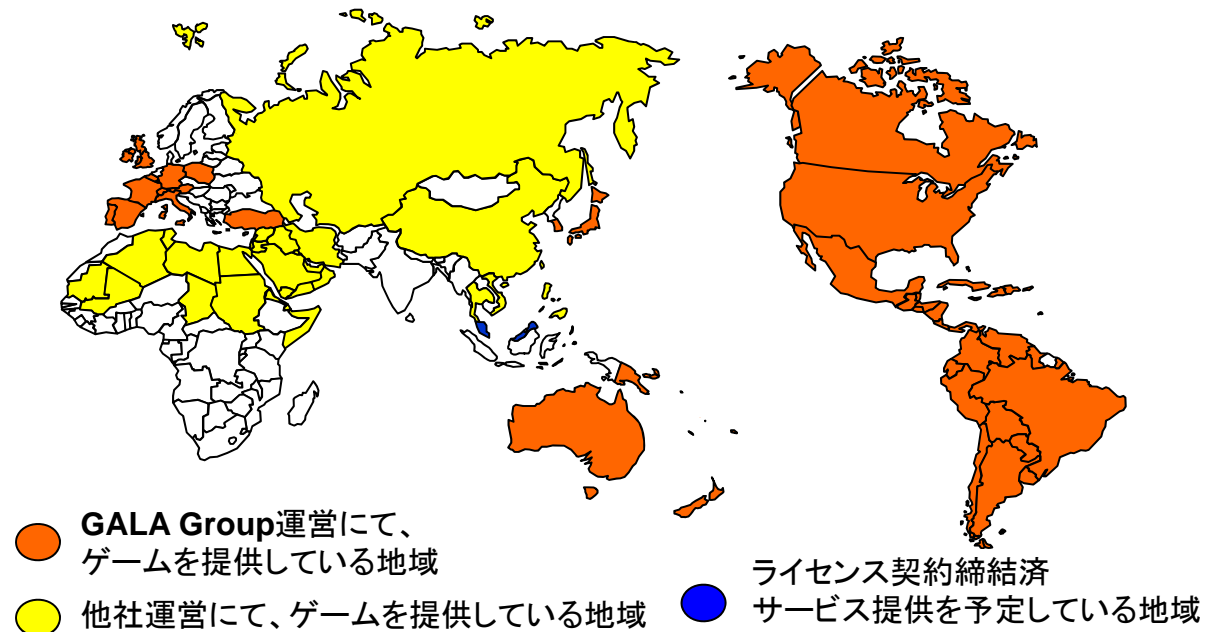 GALA Group運営にて、
ゲームを提供している地域
他社運営にて、ゲームを提供している地域
ライセンス契約締結済
サービス提供を予定している地域